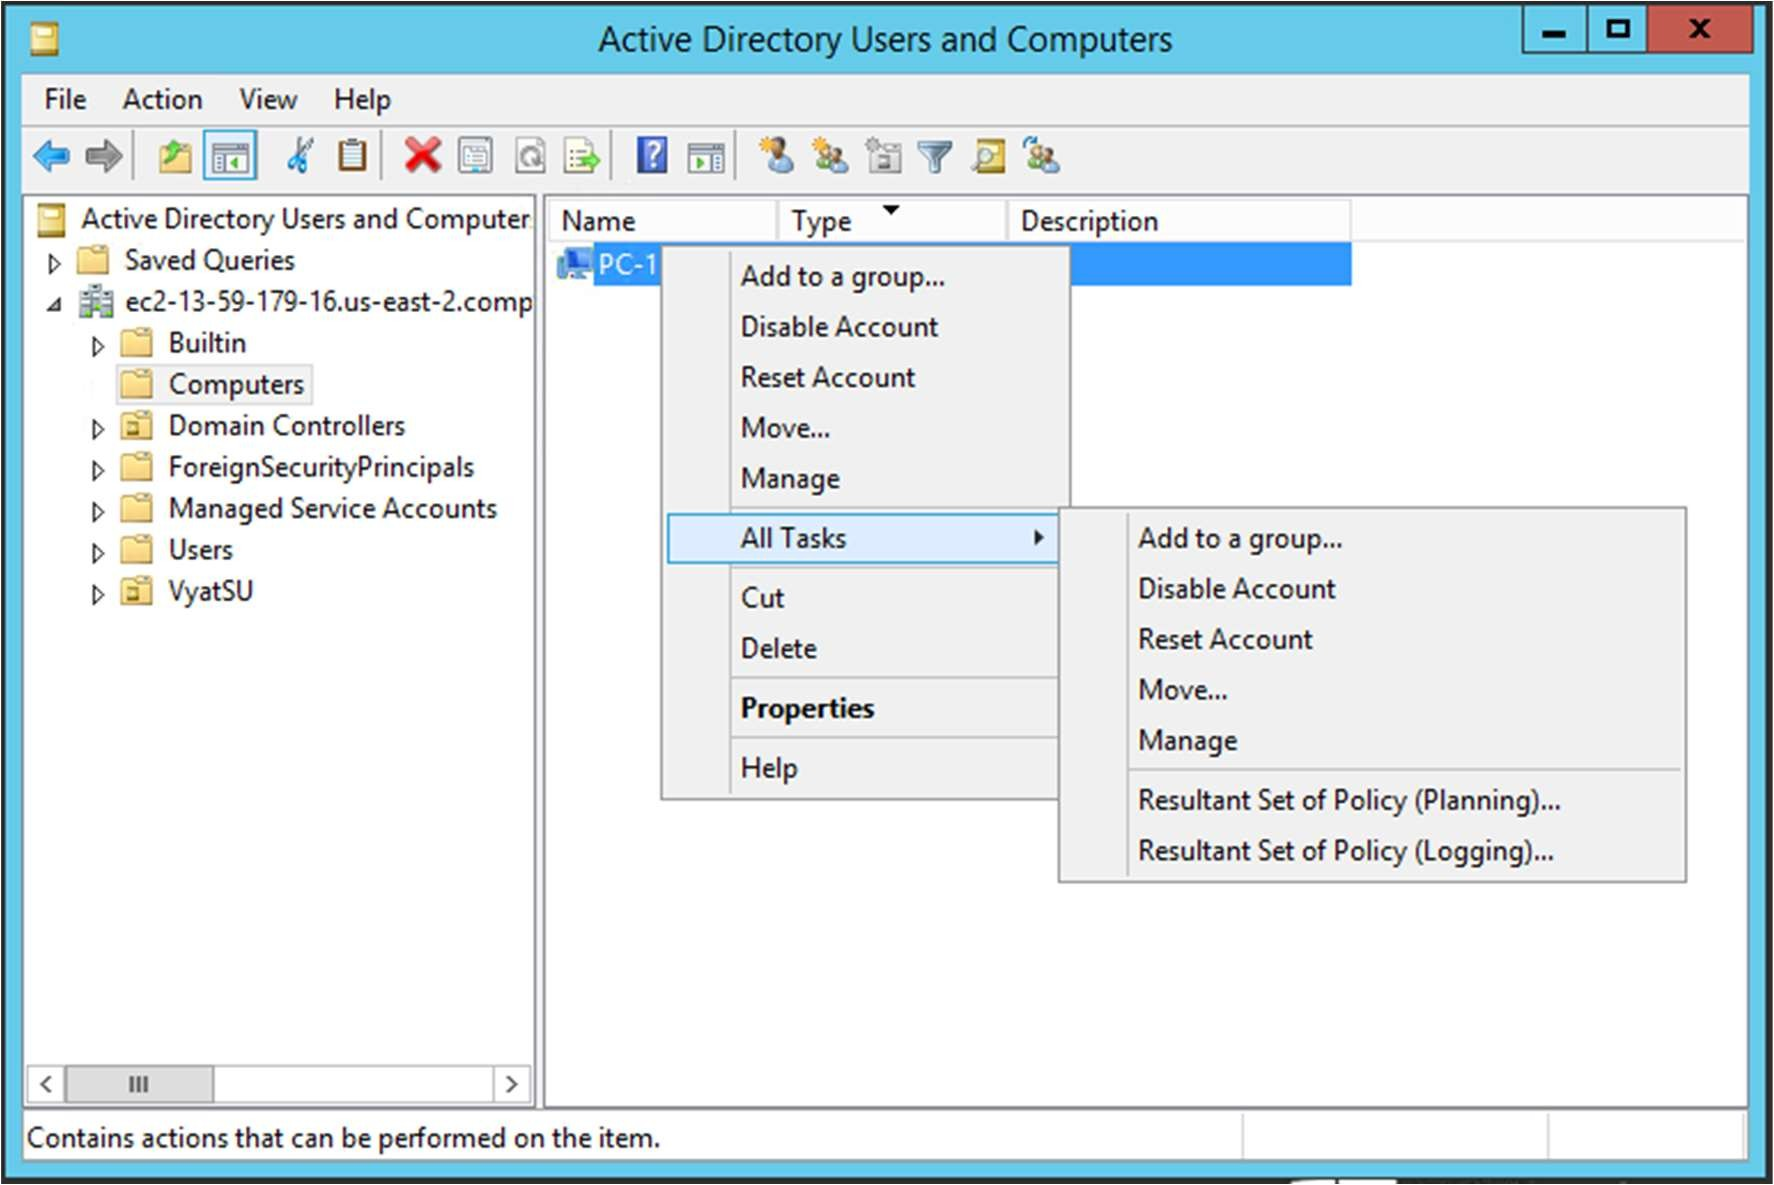 Active Directory Users and Computers
File Action View Help
Active Directory Users and Computer
Saved Queries
ec2-13-59-179-16.us-east-2.comp
Builtin
Computers
Domain Controllers
ForeignSecurityPrincipals
Managed Service Accounts
Users
VyatSU
Name Type Description
PC-1
Add to a group...
Disable Account
Reset Account
Move...
Manage
All Tasks
Cut
Delete
Properties
Help
Add to a group...
Disable Account
Reset Account
Move...
Manage
Resultant Set of Policy (Planning)...
Resultant Set of Policy (Logging)...
Contains actions that can be performed on the item.